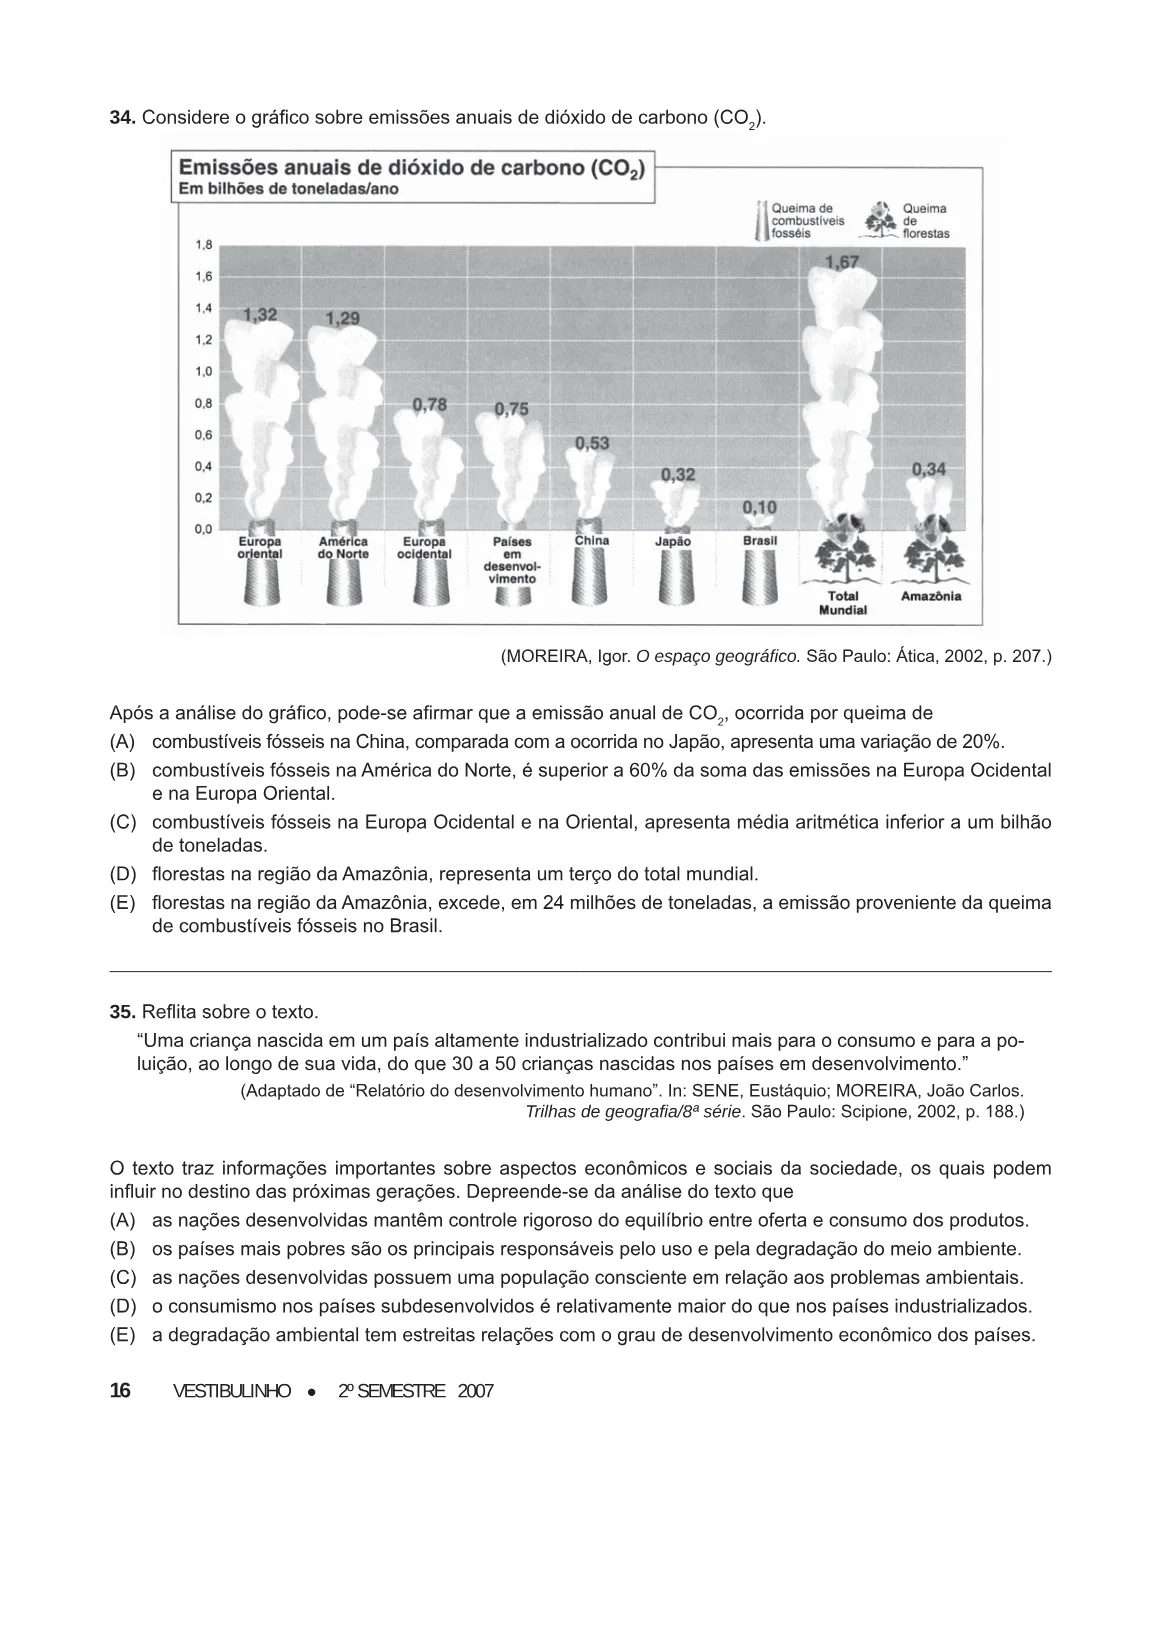 34. Considere o gráfico sobre emissões anuais de dióxido de carbono (CO2).
Emissões anuais de dióxido de carbono (CO2)
Em bilhões de toneladas/ano
Queima de
combustíveis
fosséis
Queima
de
florestas
1,8
1,6
1,4
1,2
1,0
0,8
0,6
0,4
0,2
0,0
1,32
1,29
0,78
0,75
0,53
0,32
0,10
1,67
0,34
Europa
oriental
América
do Norte
Europa
ocidental
Países
em
desenvol-
vimento
China
Japão
Brasil
Total
Mundial
Amazônia
(MOREIRA, Igor. O espaço geográfico. São Paulo: Ática, 2002, p. 207.)
Após a análise do gráfico, pode-se afirmar que a emissão anual de CO2, ocorrida por queima de
(A) combustíveis fósseis na China, comparada com a ocorrida no Japão, apresenta uma variação de 20%.
(B) combustíveis fósseis na América do Norte, é superior a 60% da soma das emissões na Europa Ocidental
e na Europa Oriental.
(C) combustíveis fósseis na Europa Ocidental e na Oriental, apresenta média aritmética inferior a um bilhão
de toneladas.
(D) florestas na região da Amazônia, representa um terço do total mundial.
(E) florestas na região da Amazônia, excede, em 24 milhões de toneladas, a emissão proveniente da queima
de combustíveis fósseis no Brasil.
35. Reflita sobre o texto.
“Uma criança nascida em um país altamente industrializado contribui mais para o consumo e para a po-
luição, ao longo de sua vida, do que 30 a 50 crianças nascidas nos países em desenvolvimento.”
(Adaptado de “Relatório do desenvolvimento humano”. In: SENE, Eustáquio; MOREIRA, João Carlos.
Trilhas de geografia/8ª série. São Paulo: Scipione, 2002, p. 188.)
O texto traz informações importantes sobre aspectos econômicos e sociais da sociedade, os quais podem
influir no destino das próximas gerações. Depreende-se da análise do texto que
(A) as nações desenvolvidas mantêm controle rigoroso do equilíbrio entre oferta e consumo dos produtos.
(B) os países mais pobres são os principais responsáveis pelo uso e pela degradação do meio ambiente.
(C) as nações desenvolvidas possuem uma população consciente em relação aos problemas ambientais.
(D) o consumismo nos países subdesenvolvidos é relativamente maior do que nos países industrializados.
(E) a degradação ambiental tem estreitas relações com o grau de desenvolvimento econômico dos países.
16 VESTIBULINHO • 2º SEMESTRE 2007